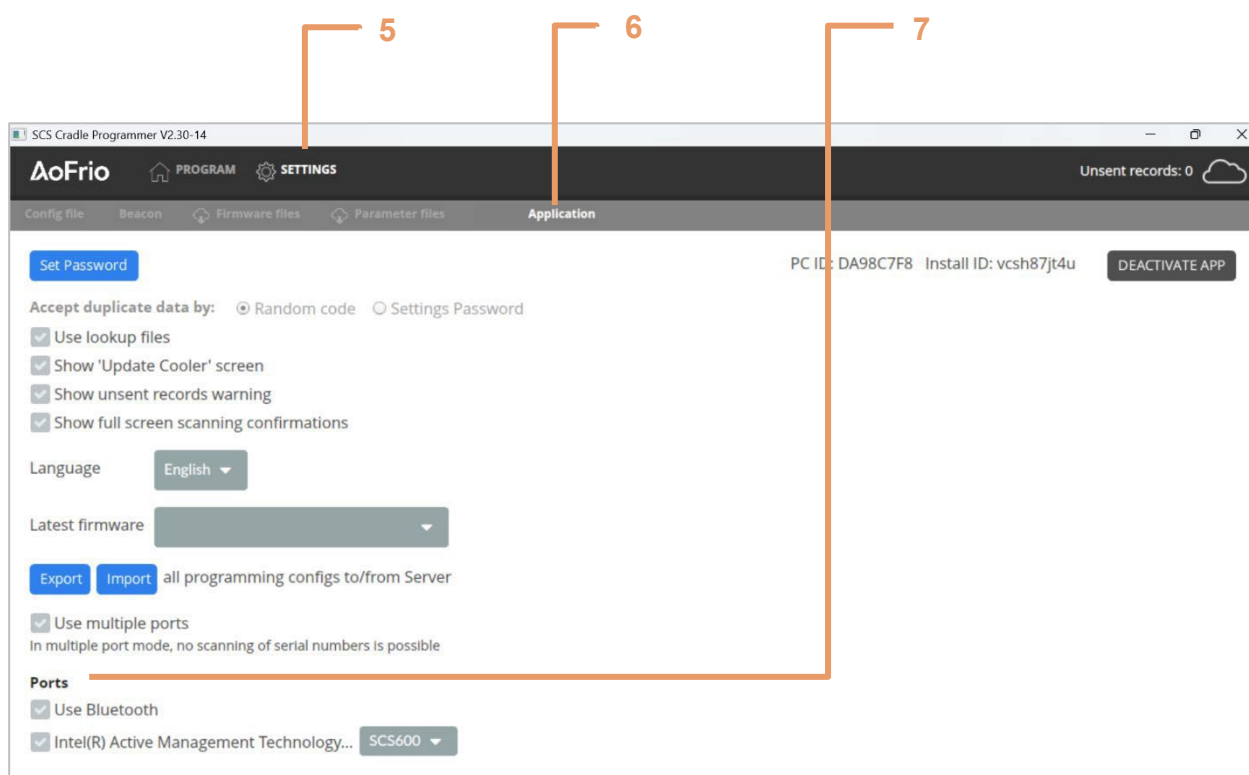 5 6 7
SCS Cradle Programmer V2.30-14
AoFrio PROGRAM SETTINGS Unsent records: 0
Config file Beacon Firmware files Parameter files Application
Set Password PC ID: DA98C7F8 Install ID: vcsh87jt4u DEACTIVATE APP
Accept duplicate data by: Random code Settings Password
Use lookup files
Show 'Update Cooler' screen
Show unsent records warning
Show full screen scanning confirmations
Language English
Latest firmware
Export Import all programming configs to/from Server
Use multiple ports
In multiple port mode, no scanning of serial numbers is possible
Ports
Use Bluetooth
Intel(R) Active Management Technology... SCS600